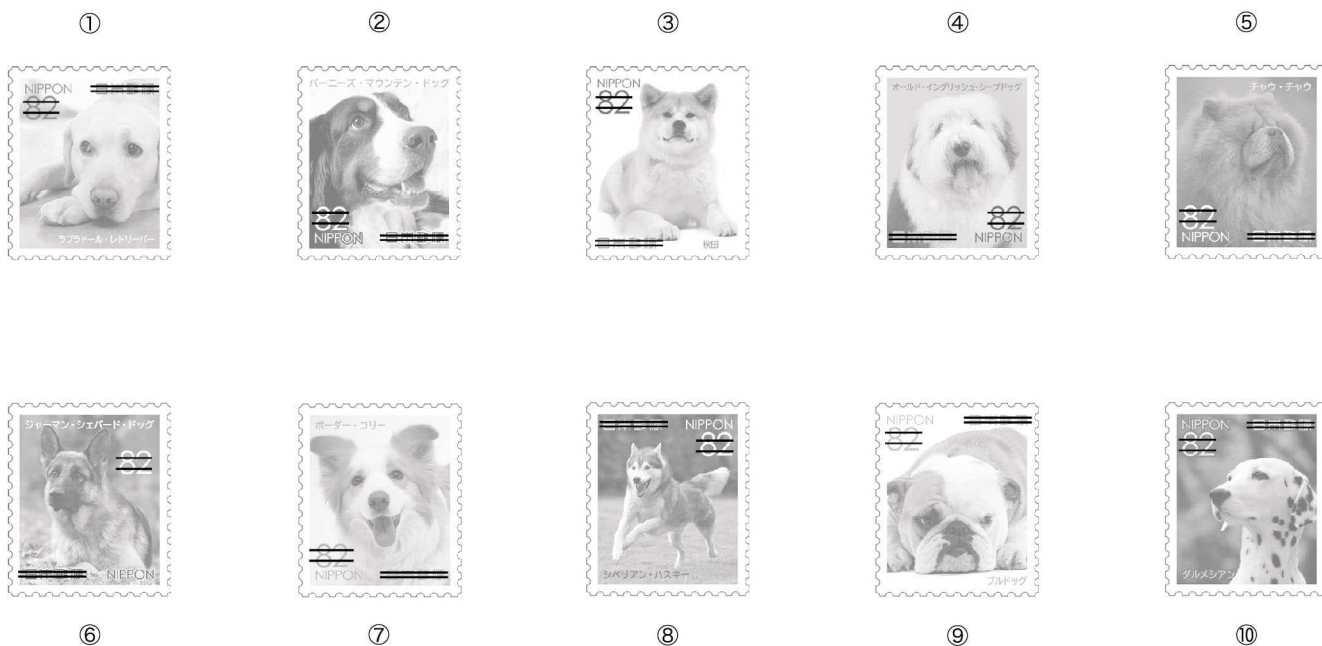 ① ② ③ ④ ⑤
NIPPON
82
ラブラドール・レトリーバー
バーニーズ・マウンテン・ドッグ
82
NIPPON
NIPPON
82
秋田
オールド・イングリッシュ・シープドッグ
82
NIPPON
チャウ・チャウ
82
NIPPON
ジャーマン・シェパード・ドッグ
82
NIPPON
ボーダー・コリー
82
NIPPON
NIPPON
82
シベリアン・ハスキー
NIPPON
82
ブルドッグ
NIPPON
82
ダルメシアン
⑥ ⑦ ⑧ ⑨ ⑩